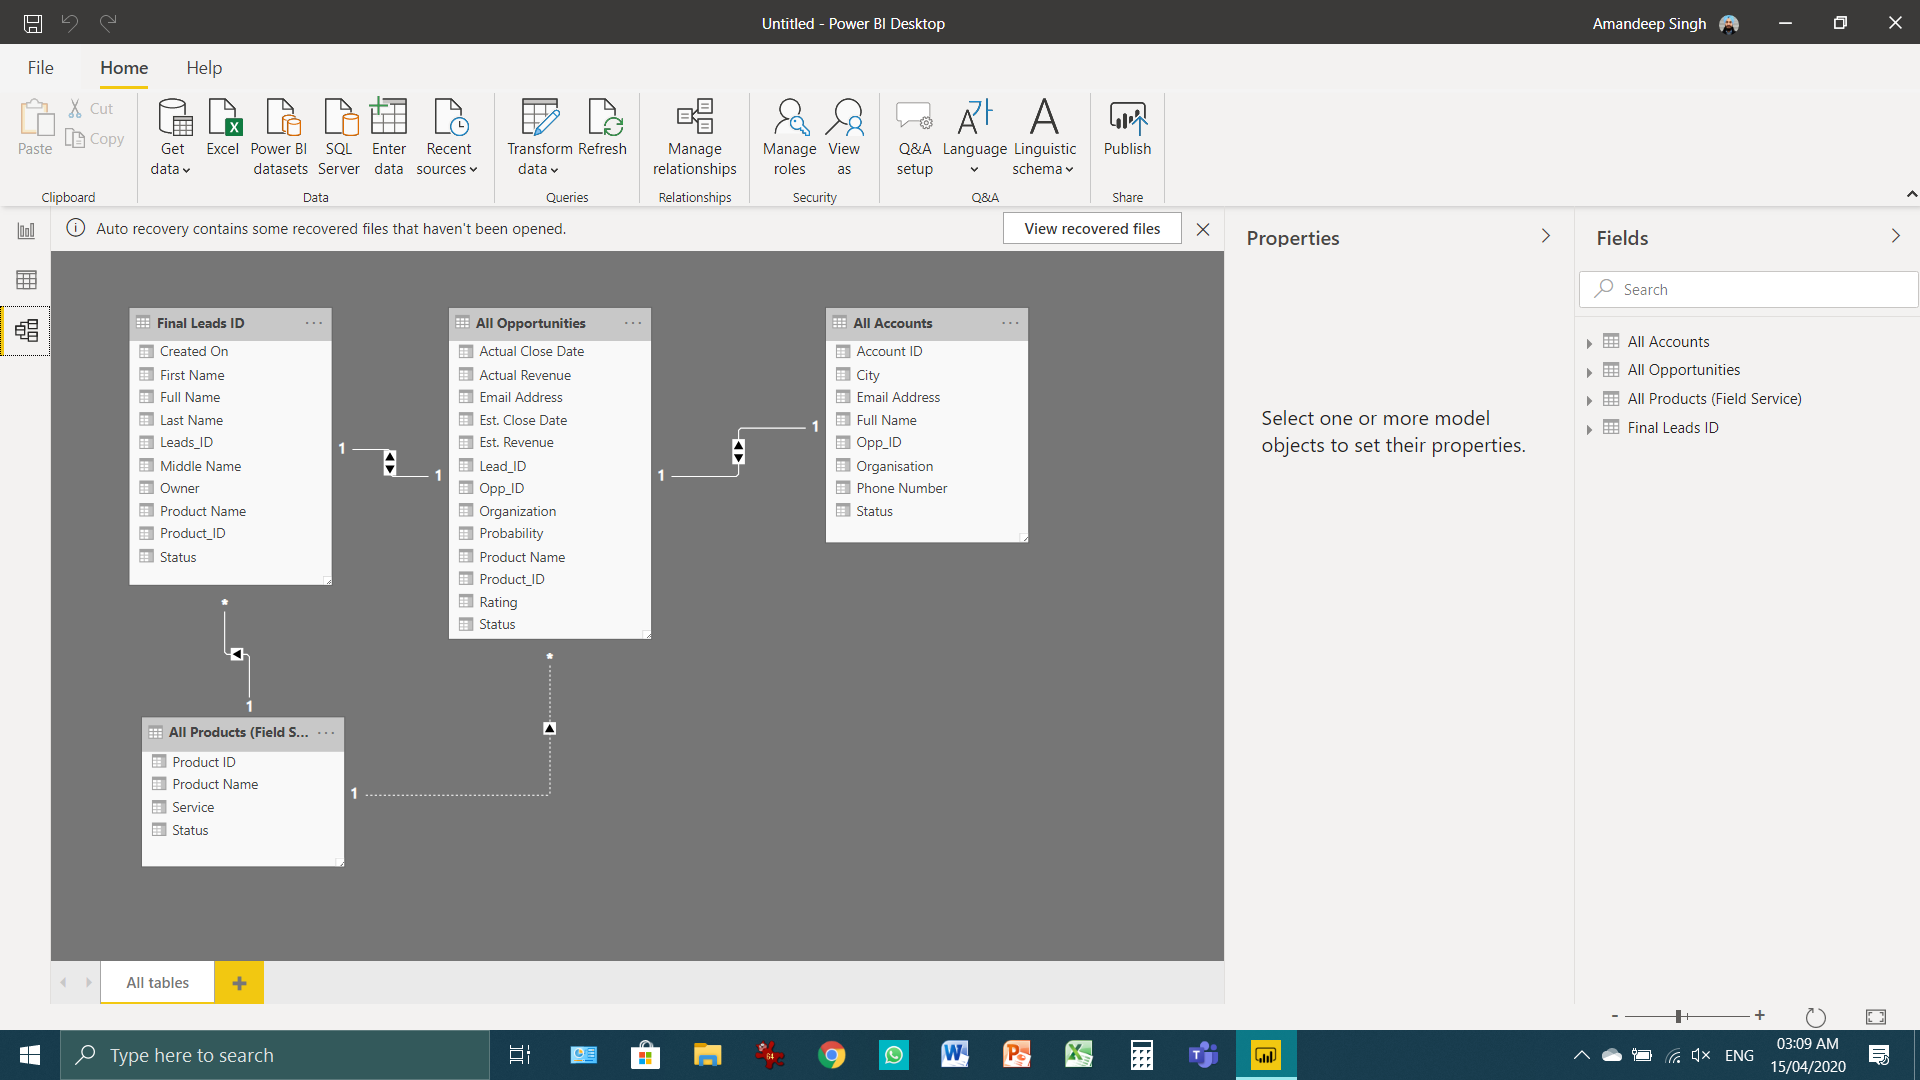 Untitled - Power BI Desktop
Amandeep Singh
File
Home
Help
Paste
Cut
Copy
Clipboard
Get data
Excel
Power BI datasets
SQL Server
Enter data
Recent sources
Data
Transform data
Refresh
Queries
Manage relationships
Relationships
Manage roles
View as
Security
Q&A setup
Language
Linguistic schema
Q&A
Publish
Share
Auto recovery contains some recovered files that haven't been opened.
View recovered files
Final Leads ID
Created On
First Name
Full Name
Last Name
Leads_ID
Middle Name
Owner
Product Name
Product_ID
Status
1
1
*
1
All Opportunities
Actual Close Date
Actual Revenue
Email Address
Est. Close Date
Est. Revenue
Lead_ID
Opp_ID
Organization
Probability
Product Name
Product_ID
Rating
Status
1
1
*
1
All Accounts
Account ID
City
Email Address
Full Name
Opp_ID
Organisation
Phone Number
Status
All Products (Field S...
Product ID
Product Name
Service
Status
All tables
Properties
Select one or more model
objects to set their properties.
Fields
Search
All Accounts
All Opportunities
All Products (Field Service)
Final Leads ID
Type here to search
ENG
03:09 AM
15/04/2020